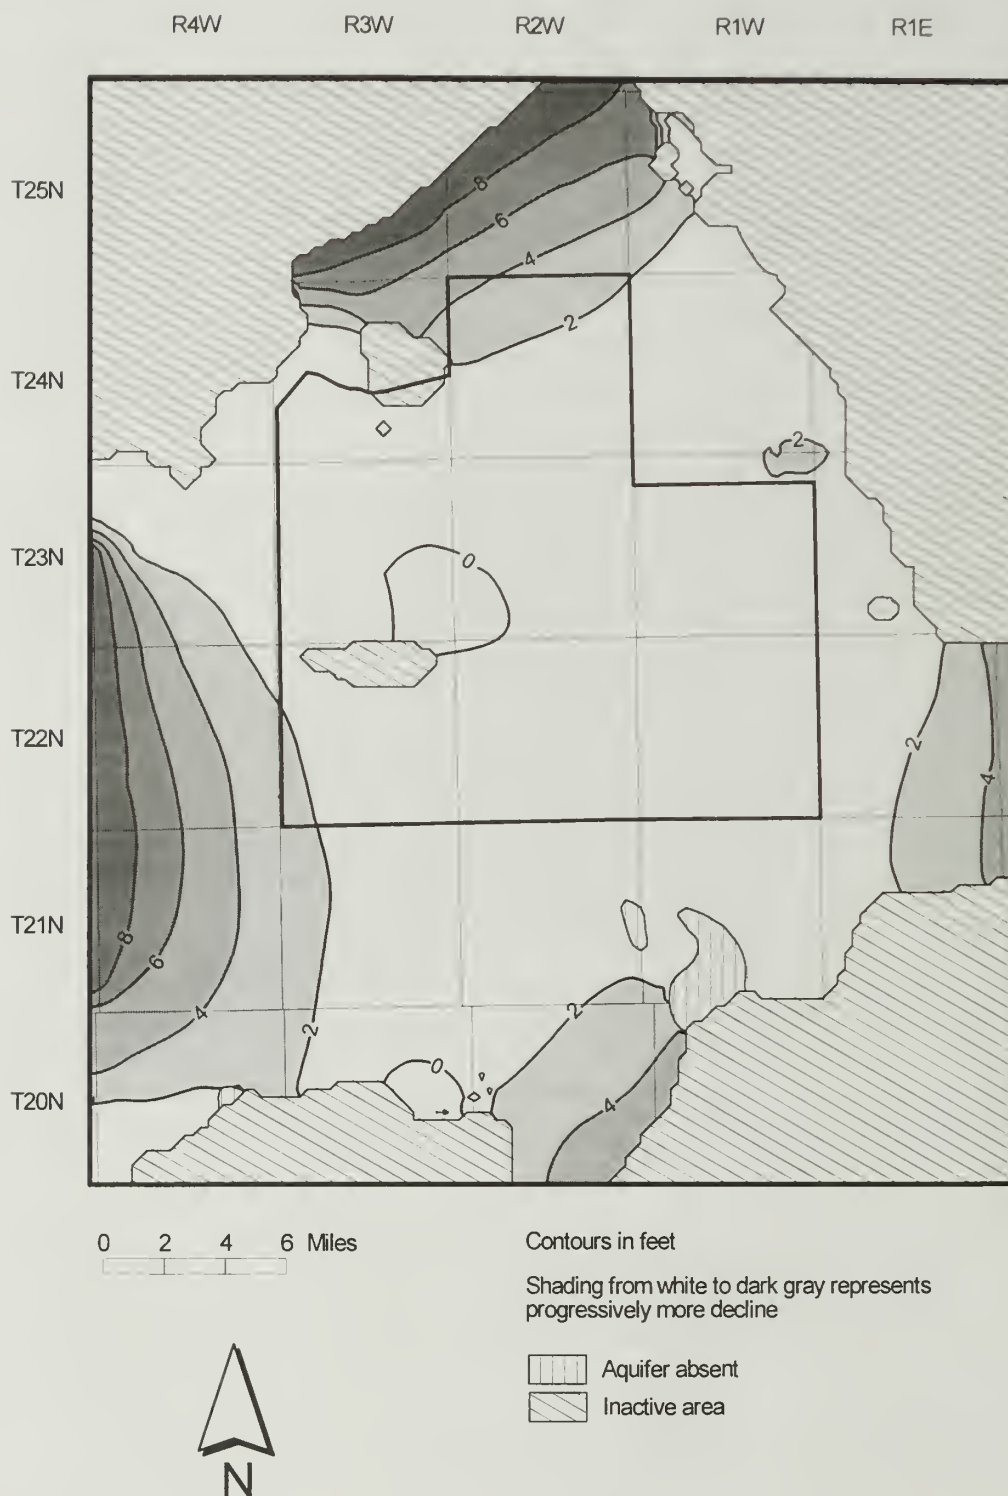 R4W R3W R2W R1W R1E
T25N
8
6
4
2
T24N
2
T23N
0
T22N
2
4
T21N
8
6
4
2
2
T20N
0
4
0 2 4 6 Miles
Contours in feet
Shading from white to dark gray represents
progressively more decline
Aquifer absent
Inactive area
N